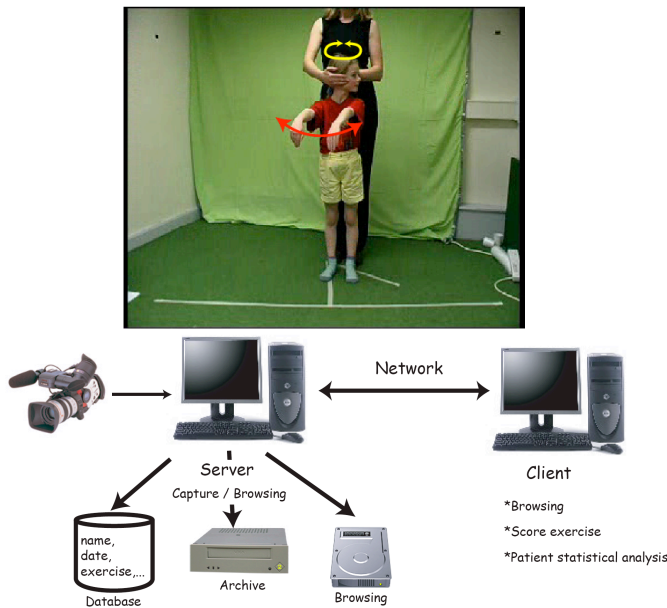 Network
Server
Capture / Browsing
Client
*Browsing
*Score exercise
*Patient statistical analysis
name,
date,
exercise,...
Database
Archive
Browsing